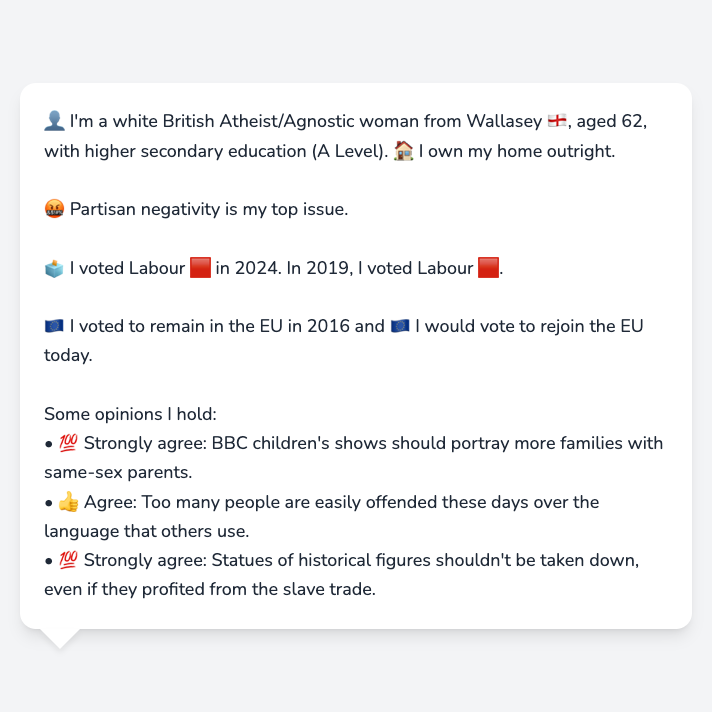 👤 I'm a white British Atheist/Agnostic woman from Wallasey 🏴󠁧󠁢󠁥󠁮󠁧󠁿, aged 62,
with higher secondary education (A Level). 🏠 I own my home outright.
🤬 Partisan negativity is my top issue.
🗳️ I voted Labour 🟥 in 2024. In 2019, I voted Labour 🟥.
🇪🇺 I voted to remain in the EU in 2016 and 🇪🇺 I would vote to rejoin the EU
today.
Some opinions I hold:
• 💯 Strongly agree: BBC children's shows should portray more families with
same-sex parents.
• 👍 Agree: Too many people are easily offended these days over the
language that others use.
• 💯 Strongly agree: Statues of historical figures shouldn't be taken down,
even if they profited from the slave trade.